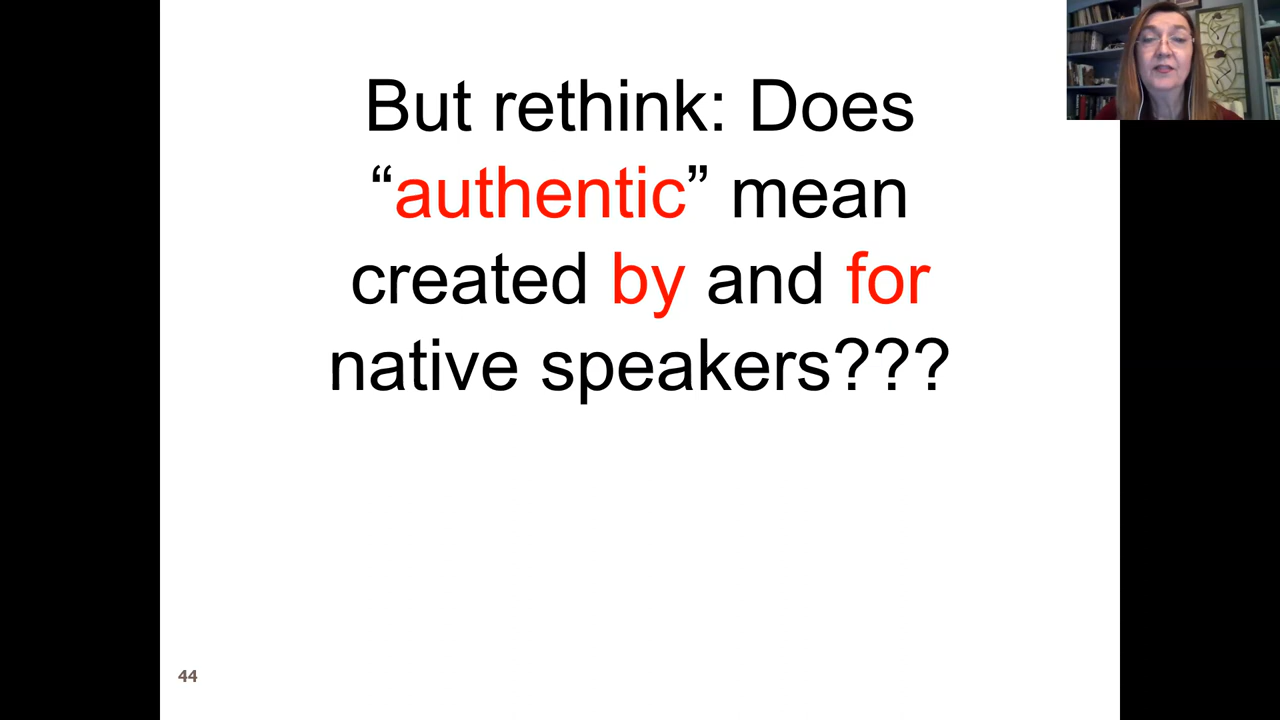 But rethink: Does
“authentic” mean
created by and for
native speakers???
44